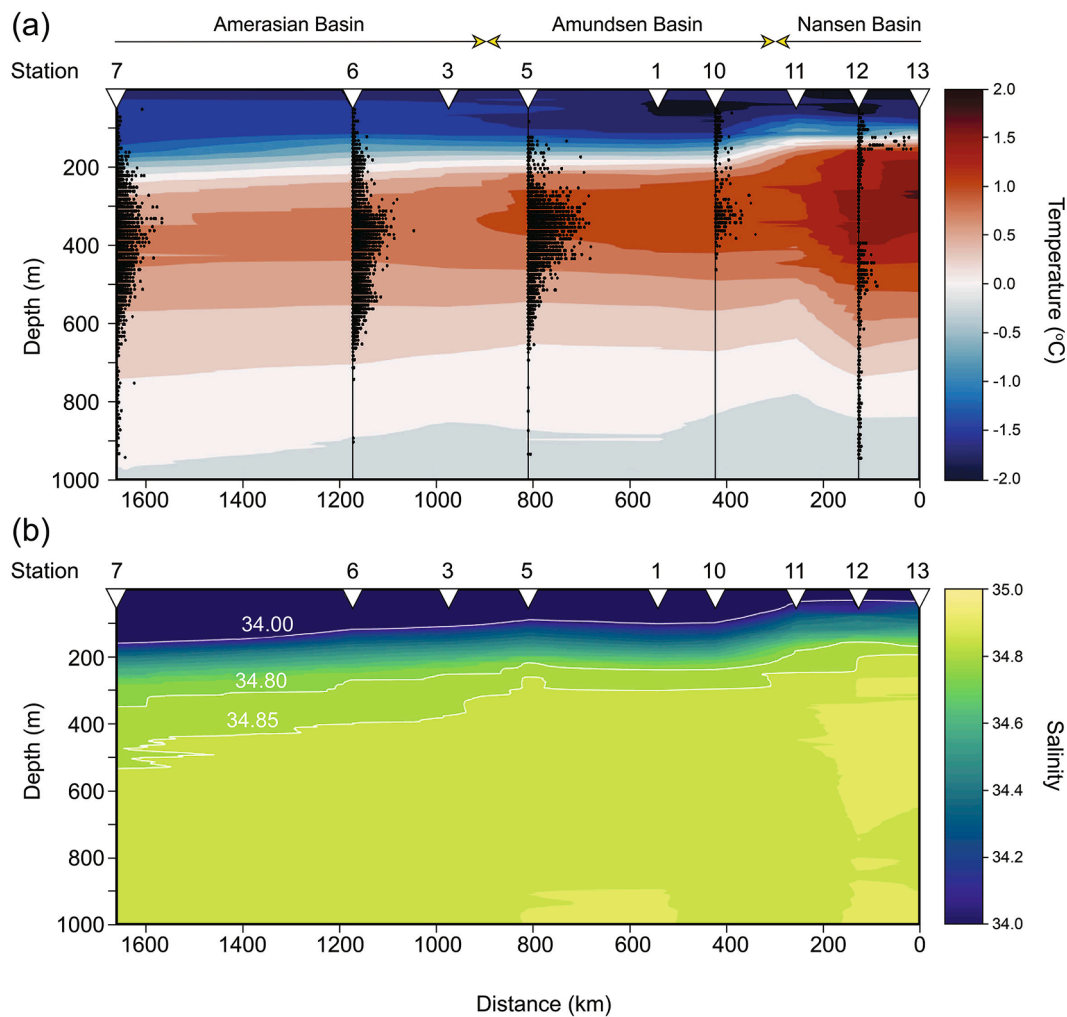 (a)
Amerasian Basin Amundsen Basin Nansen Basin
Station 7 6 3 5 1 10 11 12 13
200
400
600
800
1000
Depth (m)
1600 1400 1200 1000 800 600 400 200 0
2.0
1.5
1.0
0.5
0.0
-0.5
-1.0
-1.5
-2.0
Temperature (ºC)
(b)
Station 7 6 3 5 1 10 11 12 13
34.00
34.80
34.85
200
400
600
800
1000
Depth (m)
1600 1400 1200 1000 800 600 400 200 0
35.0
34.8
34.6
34.4
34.2
34.0
Salinity
Distance (km)